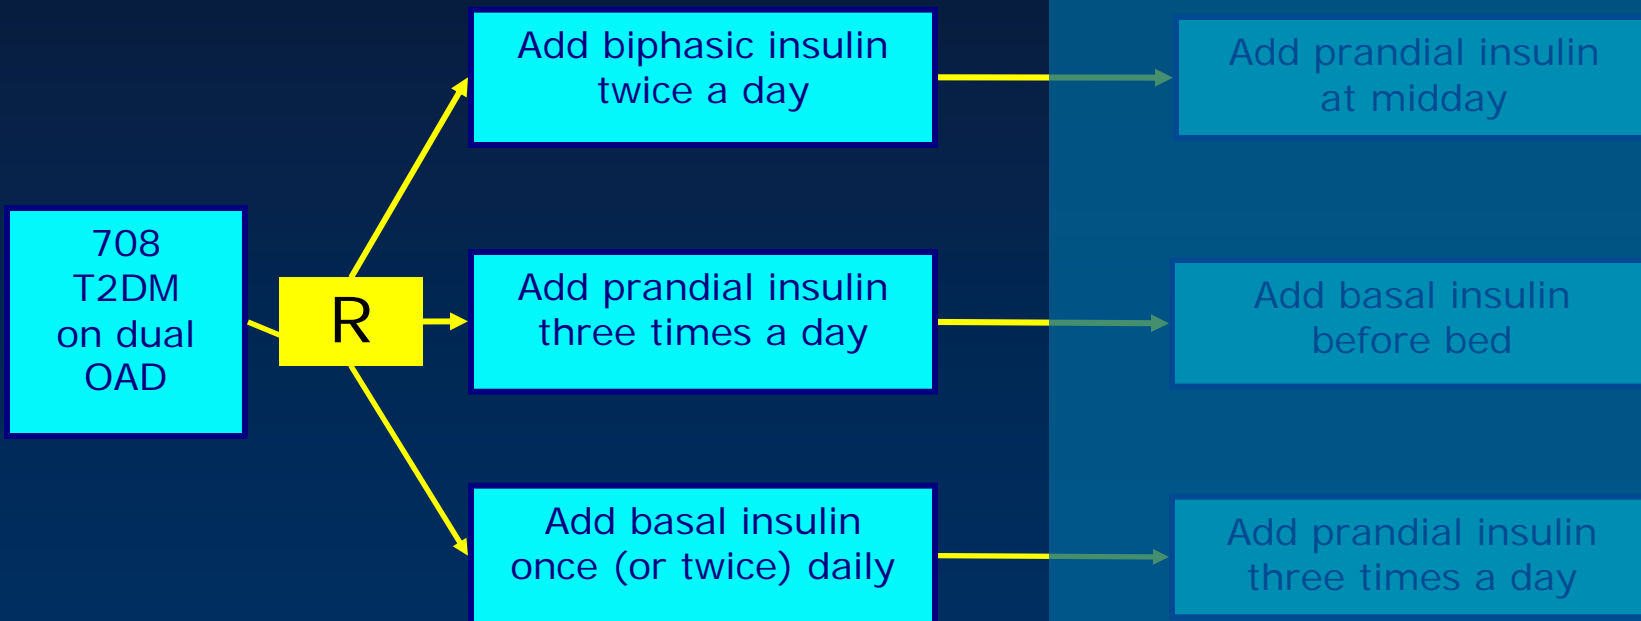 708
T2DM
on dual
OAD
R
Add biphasic insulin
twice a day
Add prandial insulin
at midday
Add prandial insulin
three times a day
Add basal insulin
before bed
Add basal insulin
once (or twice) daily
Add prandial insulin
three times a day